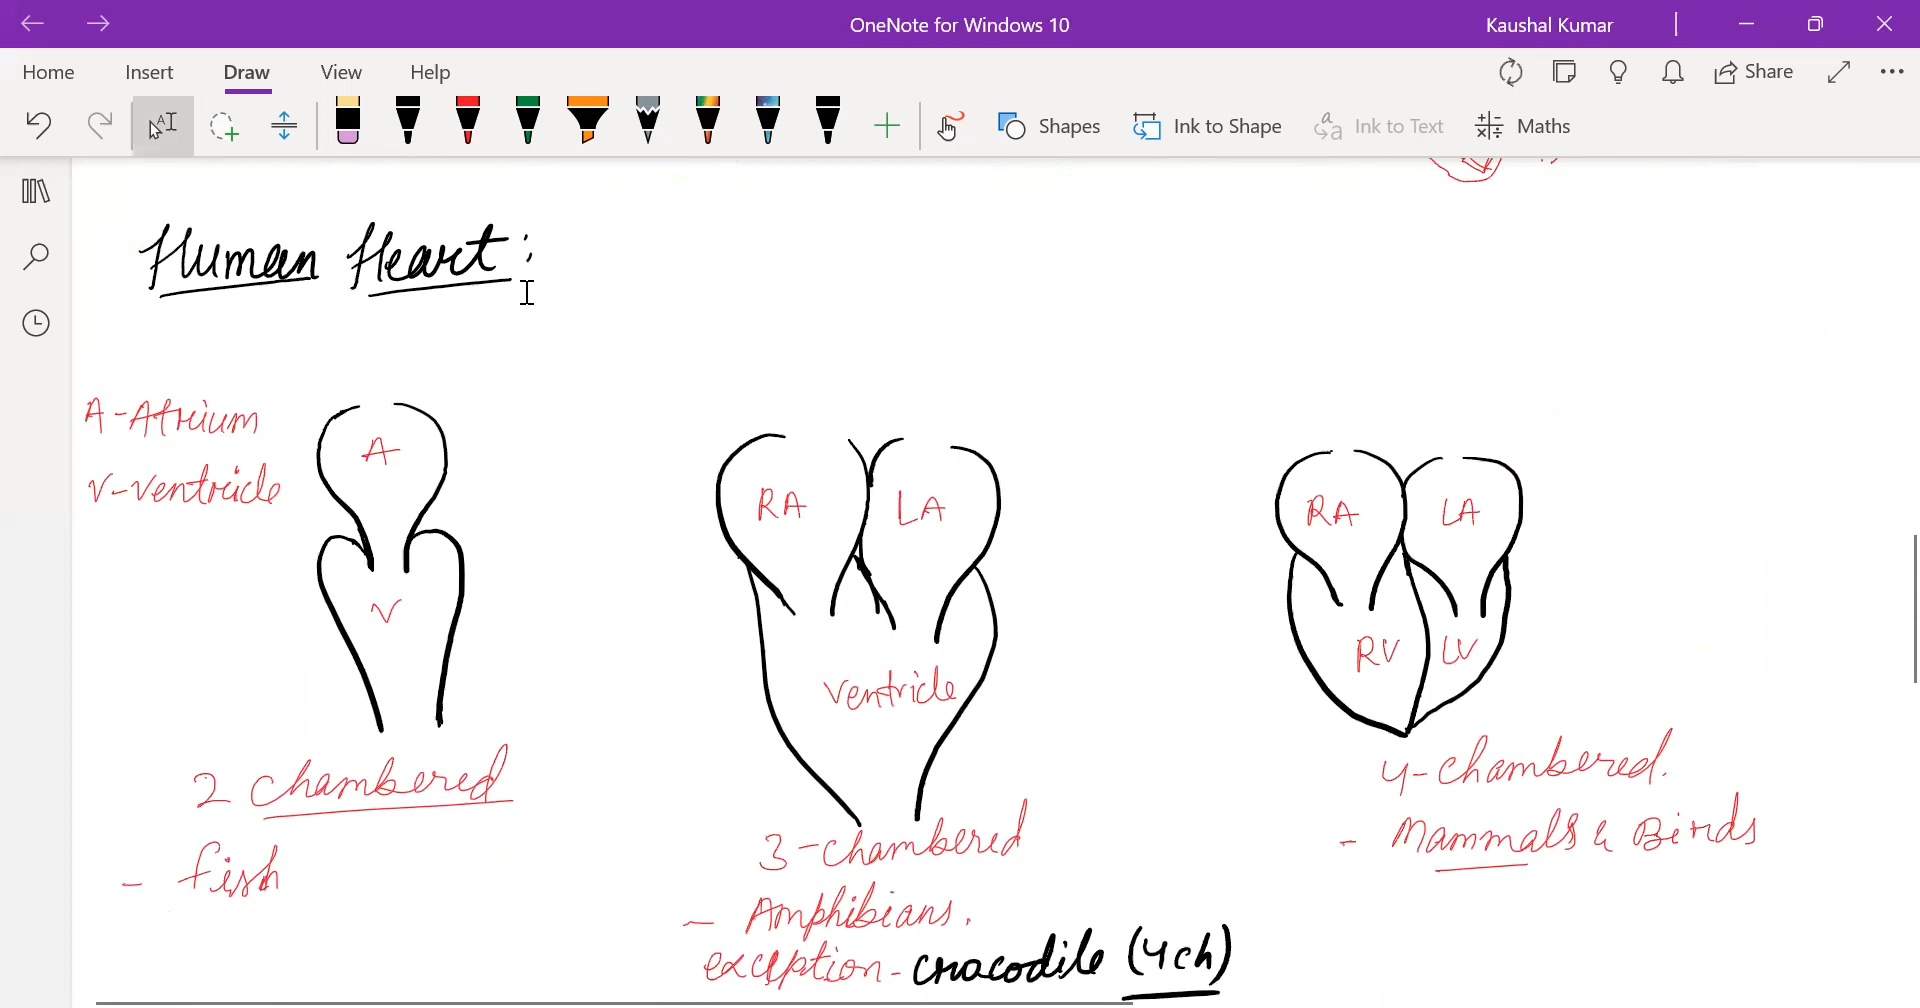 OneNote for Windows 10
Kaushal Kumar
Home Insert Draw View Help
Share
Shapes Ink to Shape Ink to Text Maths
Human Heart :
A - Atrium
V - Ventricle
A
V
2 Chambered
- fish
RA LA
Ventricle
3 - Chambered
- Amphibians.
exception - crocodile (4ch)
RA LA
RV LV
4 - Chambered.
- Mammals & Birds